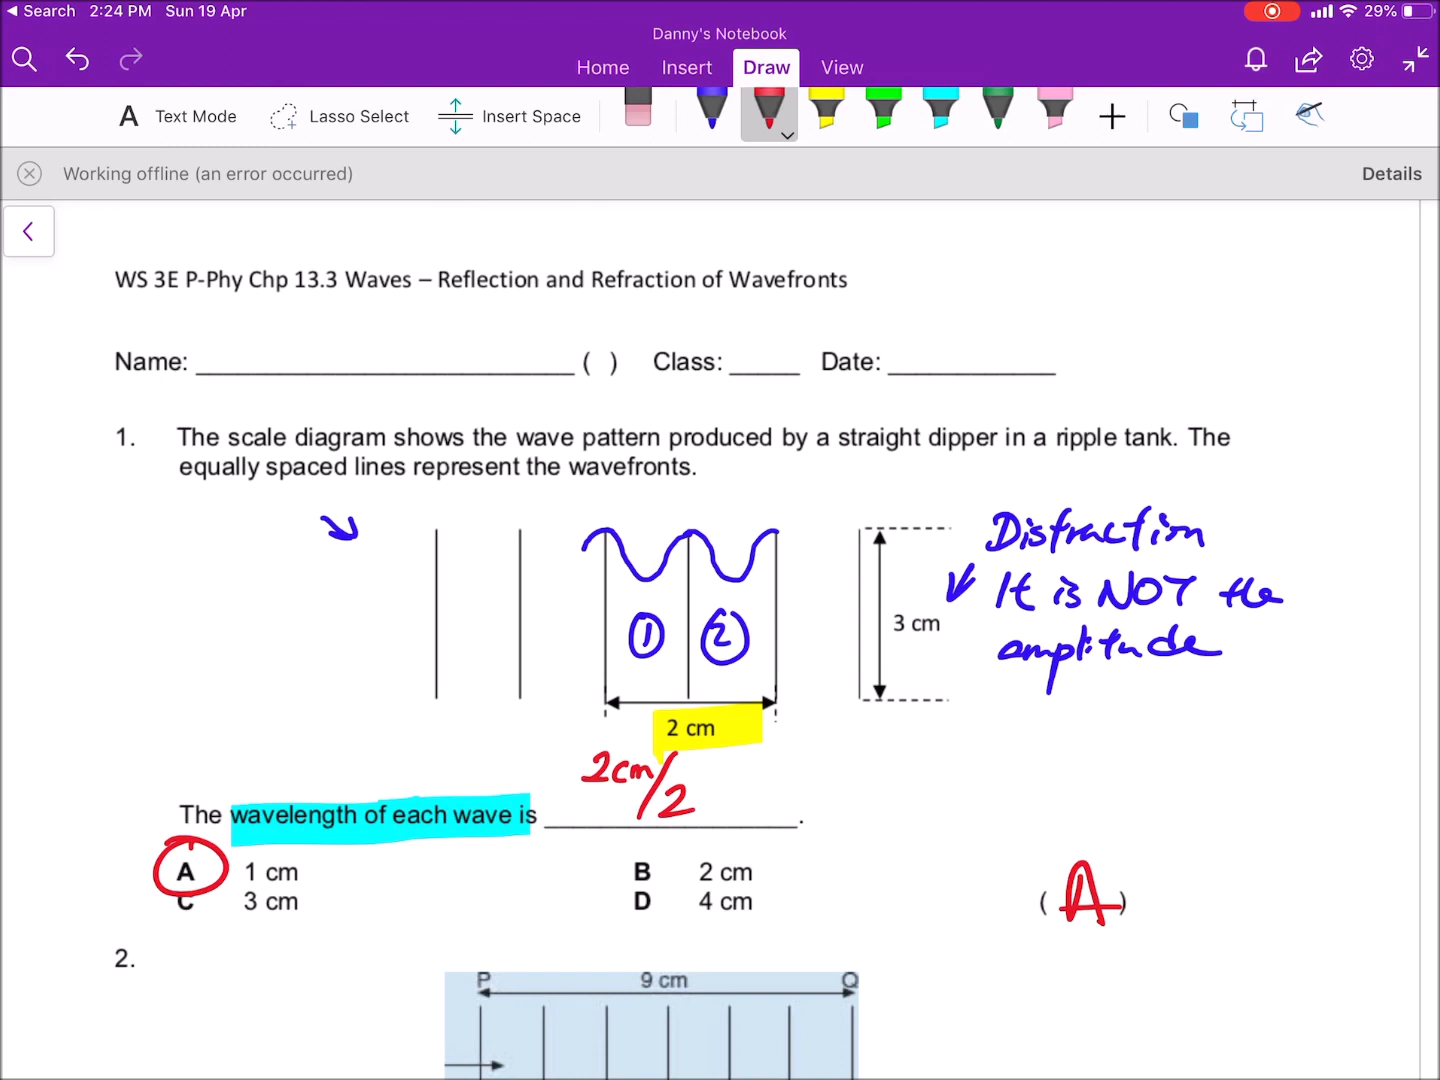 Search 2:24 PM Sun 19 Apr 29%
Danny's Notebook
Home Insert Draw View
A Text Mode Lasso Select Insert Space
Working offline (an error occurred) Details
WS 3E P-Phy Chp 13.3 Waves – Reflection and Refraction of Wavefronts
Name: ___________________________ ( ) Class: _____ Date: ____________
1. The scale diagram shows the wave pattern produced by a straight dipper in a ripple tank. The
equally spaced lines represent the wavefronts.
Distraction
It is NOT the
amplitude
3 cm
① ②
2 cm
2cm/2
The wavelength of each wave is __________________.
A 1 cm B 2 cm
C 3 cm D 4 cm
( A )
2.
P 9 cm Q